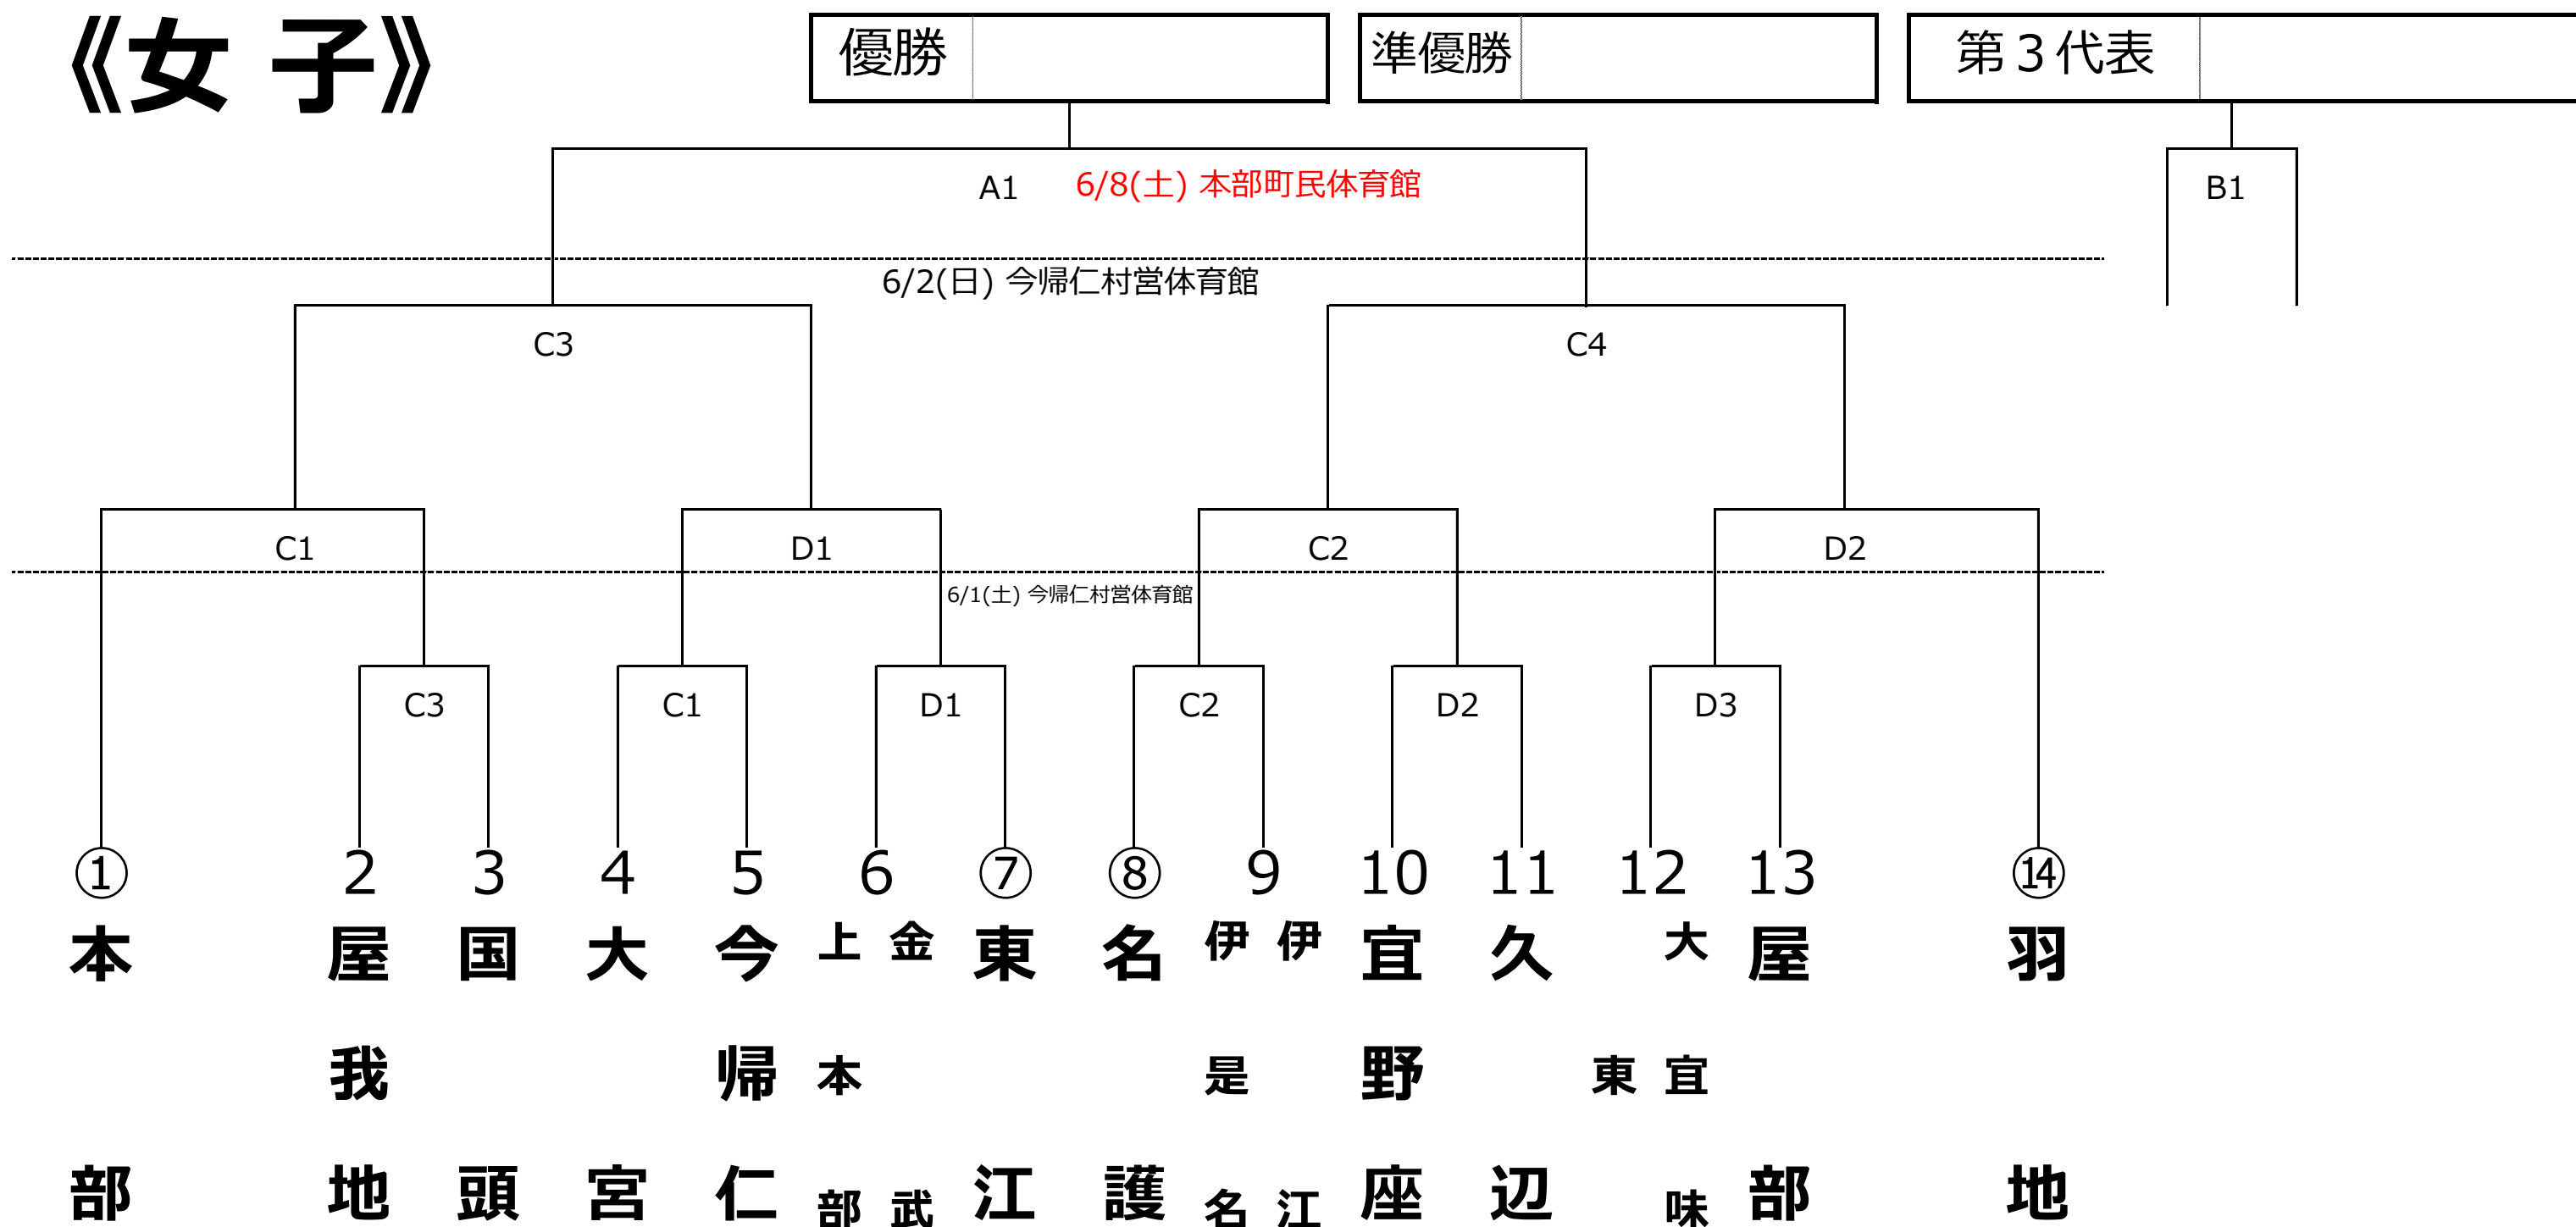 《女 子》
優勝
準優勝
第3代表
A1
6/8(土) 本部町民体育館
B1
6/2(日) 今帰仁村営体育館
C3
C4
C1
D1
C2
D2
6/1(土) 今帰仁村営体育館
C3
C1
D1
C2
D2
D3
① 2 3 4 5 6 ⑦ ⑧ 9 10 11 12 13 ⑭
本部
屋我地
国頭
大宮
今帰仁
金武
上本部
東江
名護
伊江
伊是名
宜野座
久辺
大宜味
東
屋部
羽地